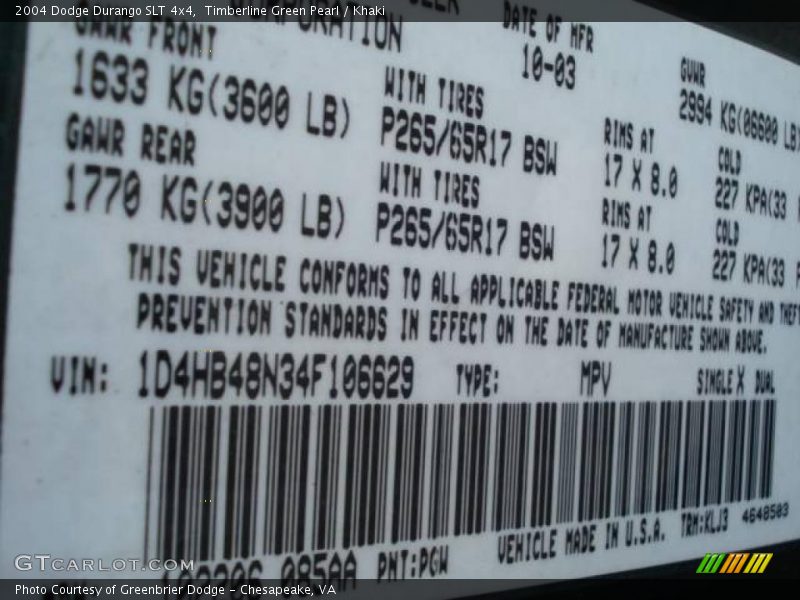 2004 Dodge Durango SLT 4x4, Timberline Green Pearl / Khaki
CORPORATION
DATE OF MFR
10-03
GVWR
2994 KG(06600 LB)
GAWR FRONT
1633 KG(3600 LB)
WITH TIRES
P265/65R17 BSW
RIMS AT
17 X 8.0
COLD
227 KPA(33
GAWR REAR
1770 KG(3900 LB)
WITH TIRES
P265/65R17 BSW
RIMS AT
17 X 8.0
COLD
227 KPA(33
THIS VEHICLE CONFORMS TO ALL APPLICABLE FEDERAL MOTOR VEHICLE SAFETY AND THEFT
PREVENTION STANDARDS IN EFFECT ON THE DATE OF MANUFACTURE SHOWN ABOVE.
VIN: 1D4HB48N34F106629 TYPE: MPV SINGLE X DUAL
085AA PNT:PGW VEHICLE MADE IN U.S.A. TRM:KLJ3 4648503
GTCARLOT.COM
Photo Courtesy of Greenbrier Dodge - Chesapeake, VA